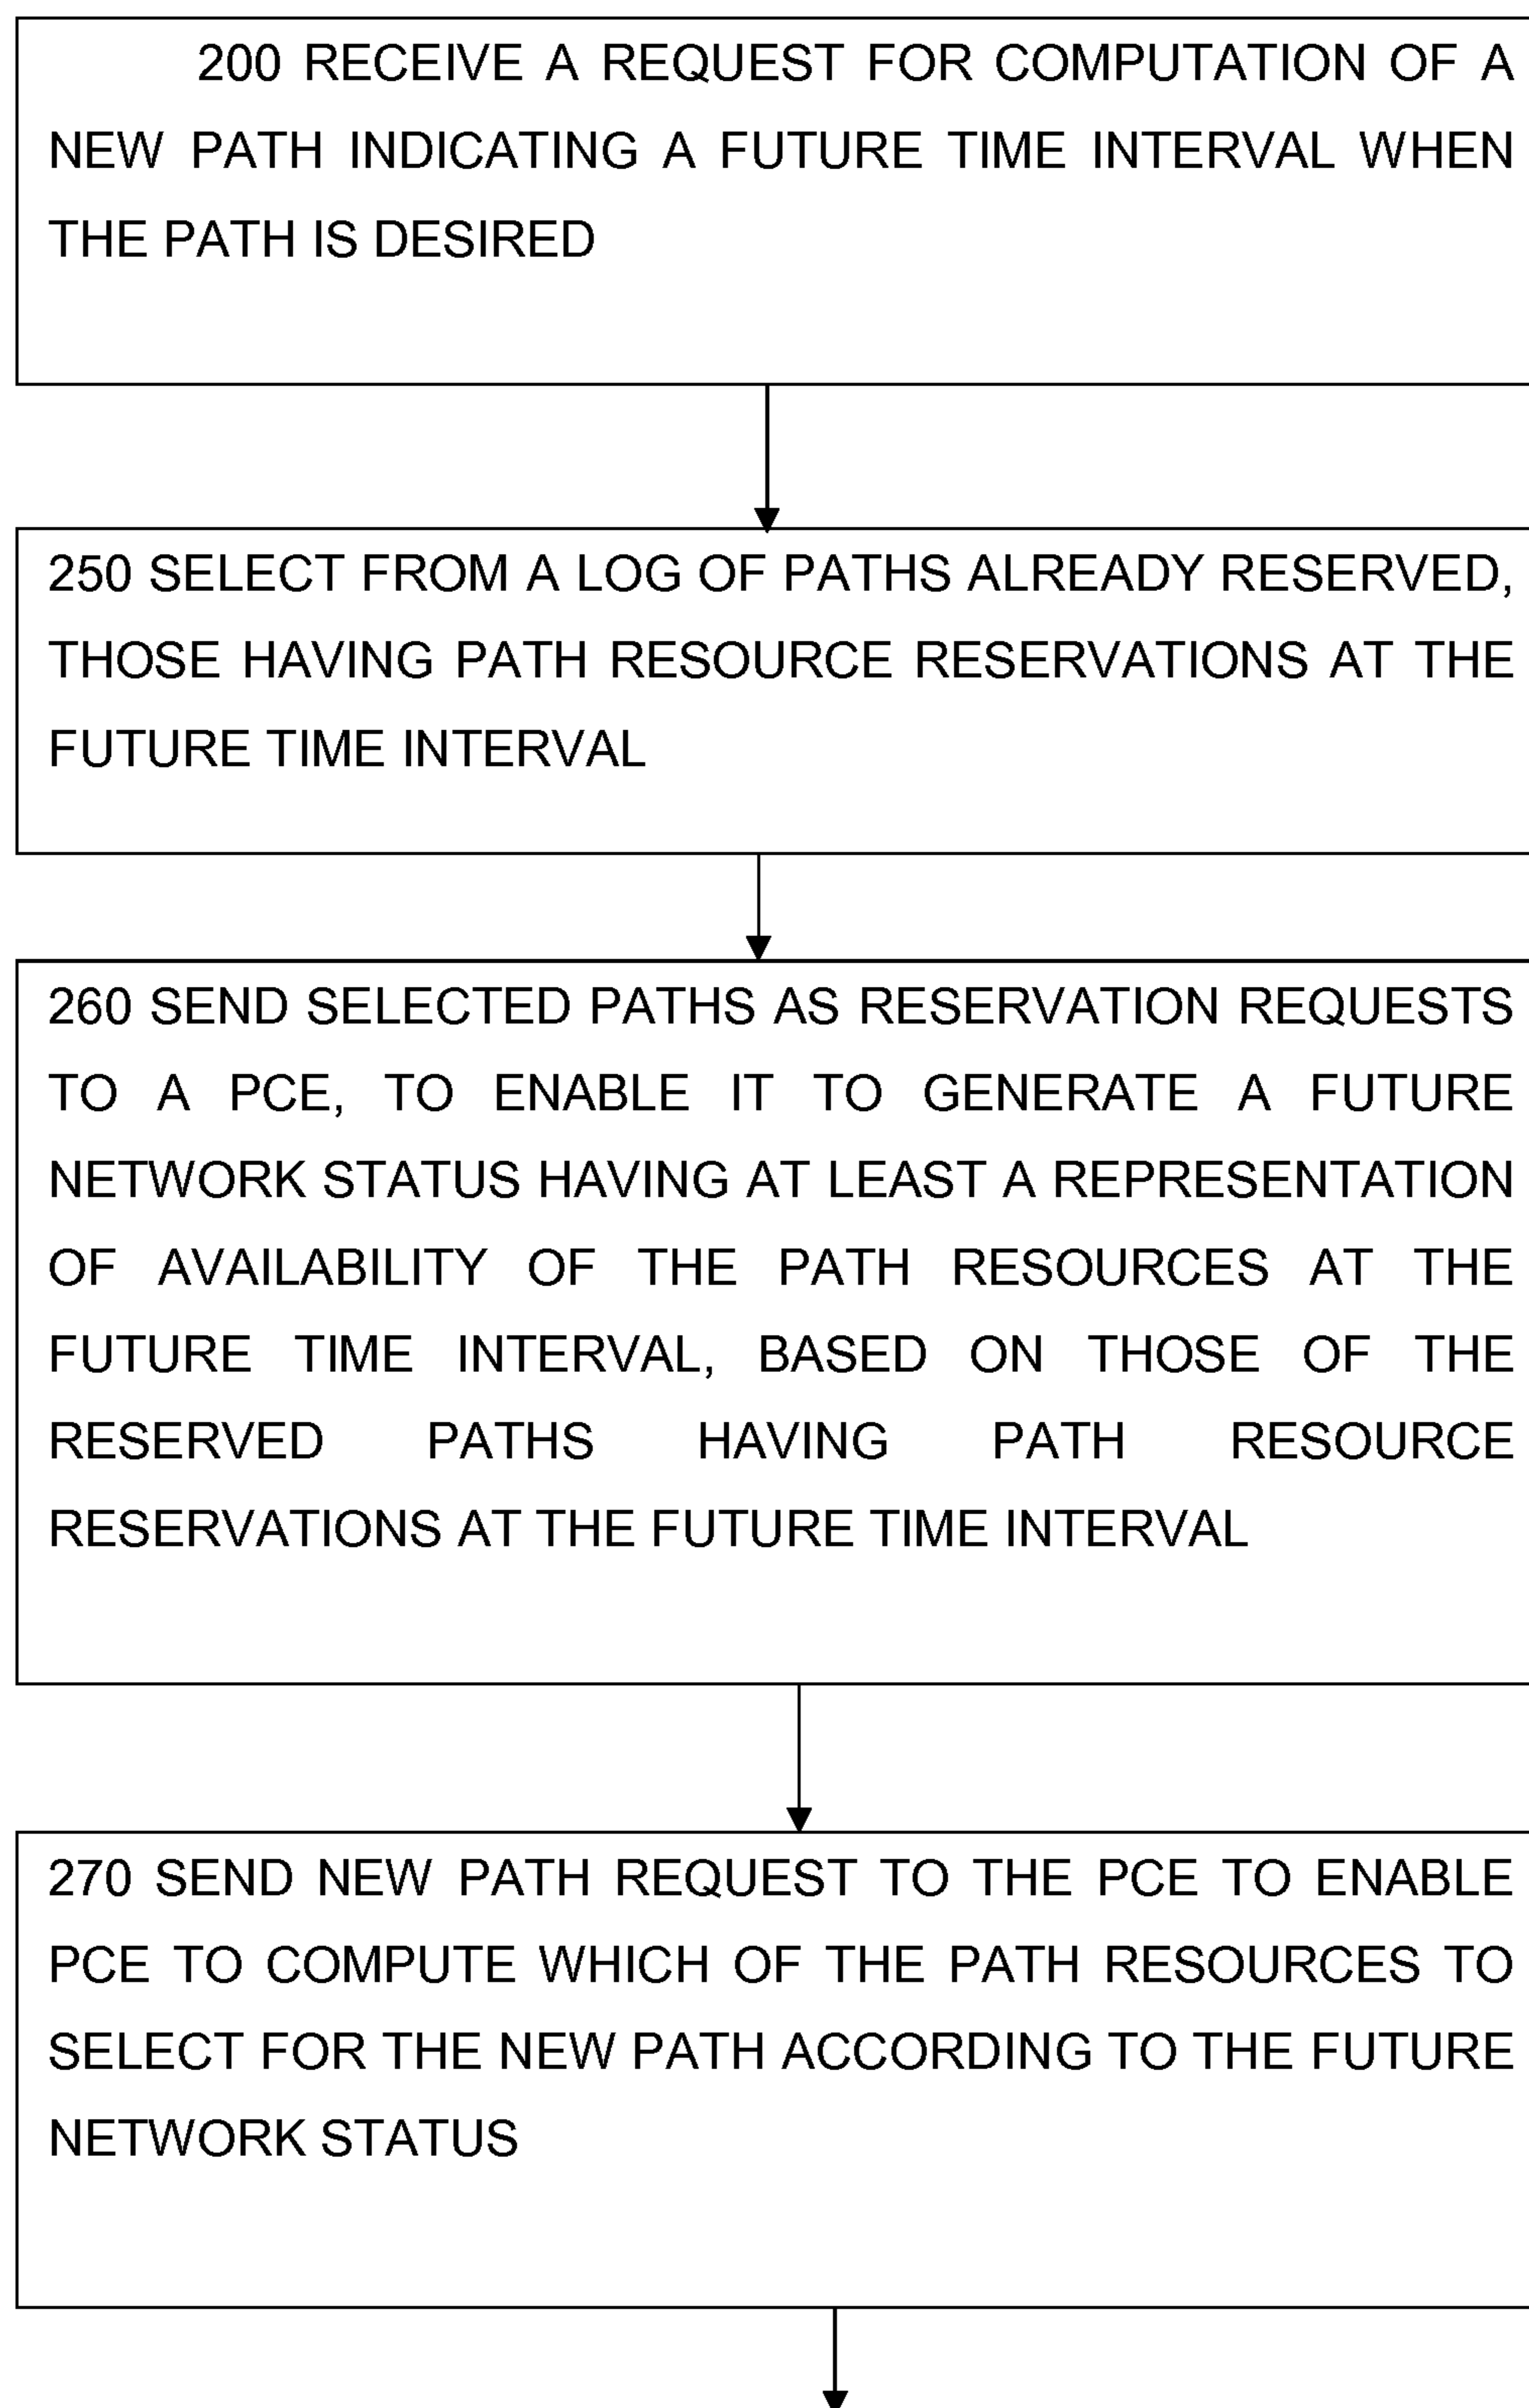 200 RECEIVE A REQUEST FOR COMPUTATION OF A
NEW PATH INDICATING A FUTURE TIME INTERVAL WHEN
THE PATH IS DESIRED
250 SELECT FROM A LOG OF PATHS ALREADY RESERVED,
THOSE HAVING PATH RESOURCE RESERVATIONS AT THE
FUTURE TIME INTERVAL
260 SEND SELECTED PATHS AS RESERVATION REQUESTS
TO A PCE, TO ENABLE IT TO GENERATE A FUTURE
NETWORK STATUS HAVING AT LEAST A REPRESENTATION
OF AVAILABILITY OF THE PATH RESOURCES AT THE
FUTURE TIME INTERVAL, BASED ON THOSE OF THE
RESERVED PATHS HAVING PATH RESOURCE
RESERVATIONS AT THE FUTURE TIME INTERVAL
270 SEND NEW PATH REQUEST TO THE PCE TO ENABLE
PCE TO COMPUTE WHICH OF THE PATH RESOURCES TO
SELECT FOR THE NEW PATH ACCORDING TO THE FUTURE
NETWORK STATUS